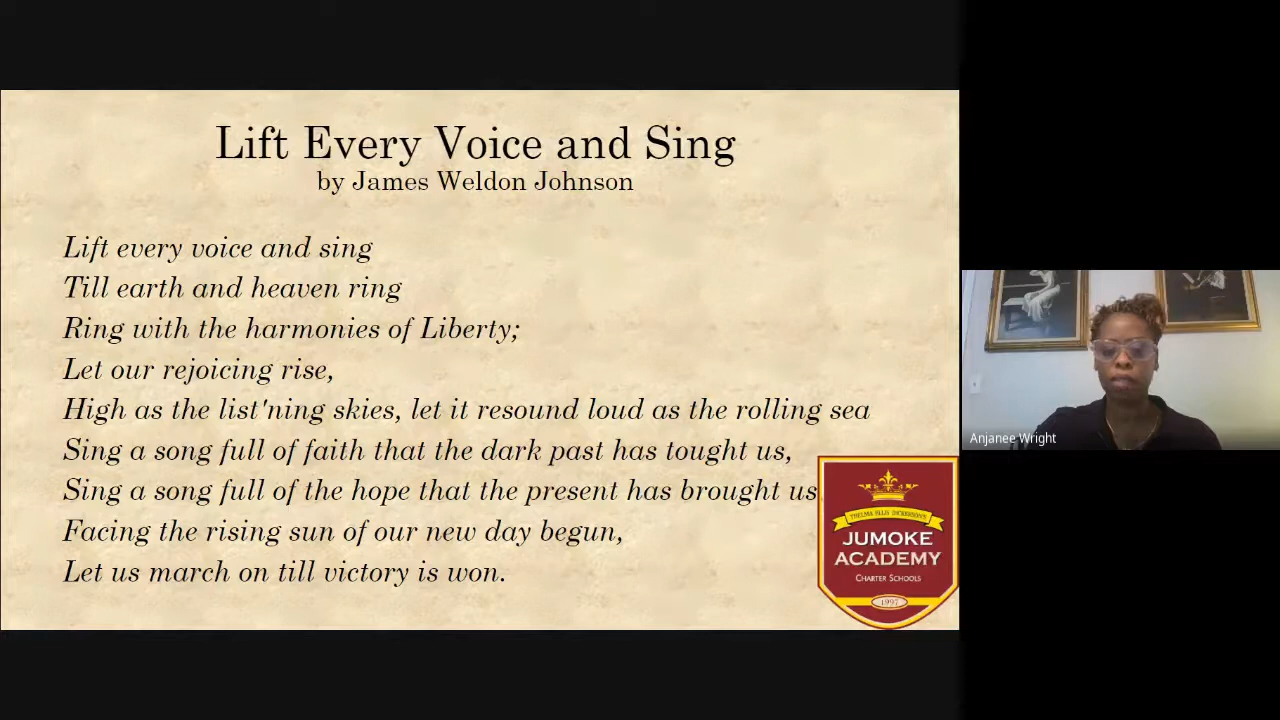 Lift Every Voice and Sing
by James Weldon Johnson
Lift every voice and sing
Till earth and heaven ring
Ring with the harmonies of Liberty;
Let our rejoicing rise,
High as the list'ning skies, let it resound loud as the rolling sea
Sing a song full of faith that the dark past has tought us,
Sing a song full of the hope that the present has brought us
Facing the rising sun of our new day begun,
Let us march on till victory is won.
THELMA ELLIS DICKERSON'S
JUMOKE
ACADEMY
CHARTER SCHOOLS
1997
Anjanee Wright